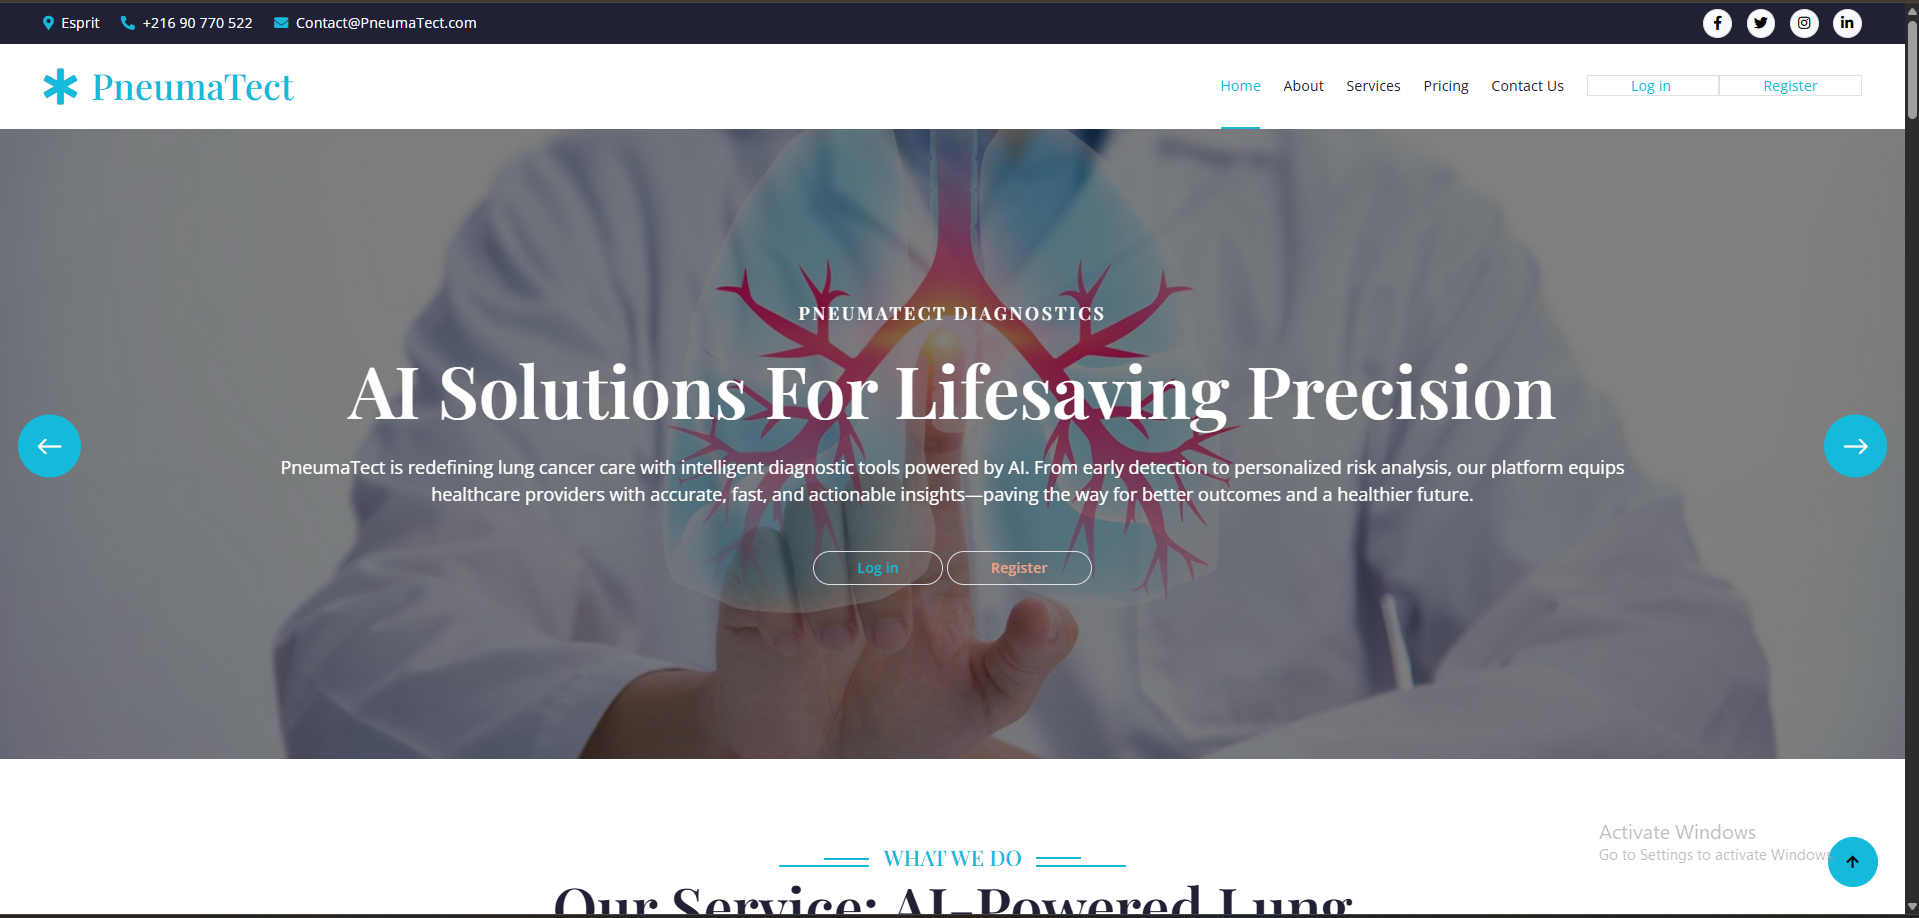 Esprit +216 90 770 522 Contact@PneumaTect.com
PneumaTect
Home About Services Pricing Contact Us Log in Register
PNEUMATECT DIAGNOSTICS
AI Solutions For Lifesaving Precision
PneumaTect is redefining lung cancer care with intelligent diagnostic tools powered by AI. From early detection to personalized risk analysis, our platform equips
healthcare providers with accurate, fast, and actionable insights—paving the way for better outcomes and a healthier future.
Log in Register
Activate Windows
Go to Settings to activate Windows.
WHAT WE DO
Our Service: AI-Powered Lung